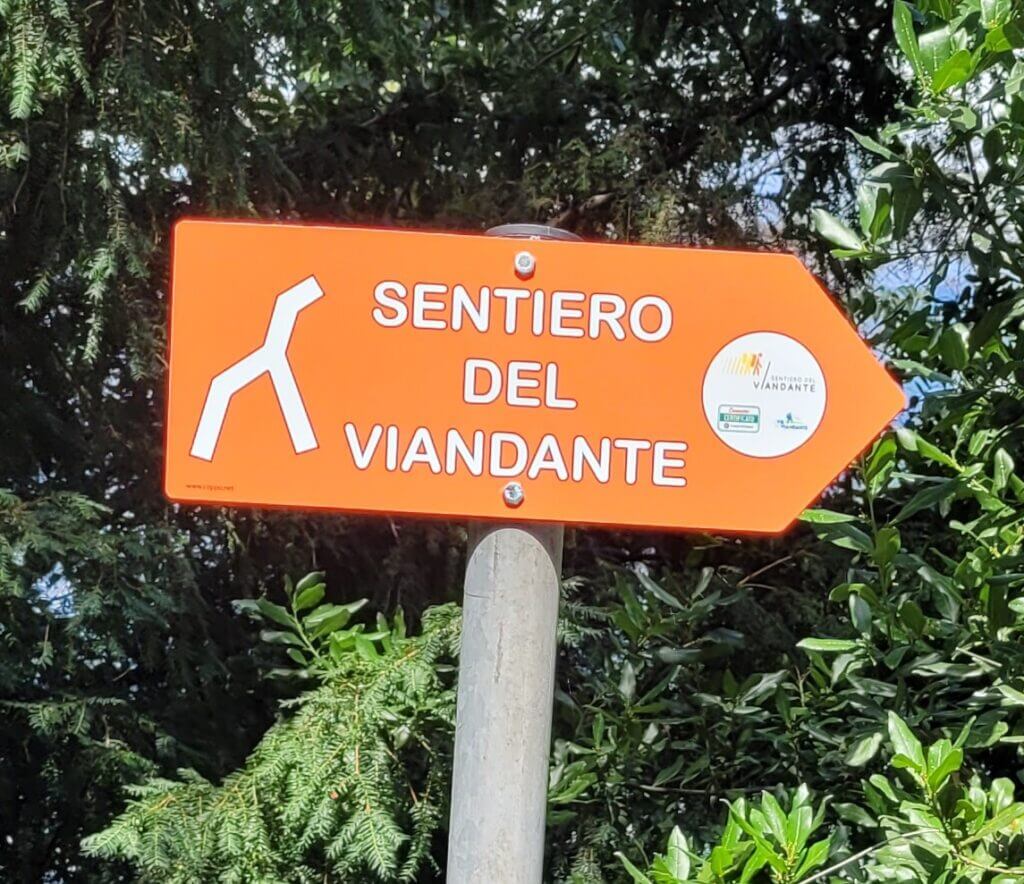 SENTIERO
DEL
VIANDANTE
SENTIERO DEL
VIANDANTE